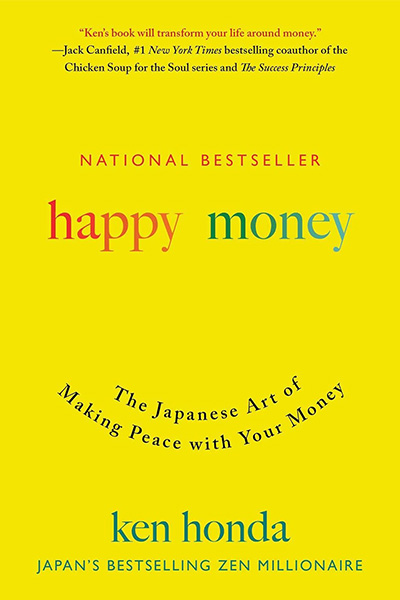 “Ken’s book will transform your life around money.”
—Jack Canfield, #1 New York Times bestselling coauthor of the
Chicken Soup for the Soul series and The Success Principles
NATIONAL BESTSELLER
happy money
The Japanese Art of
Making Peace with Your Money
ken honda
JAPAN’S BESTSELLING ZEN MILLIONAIRE